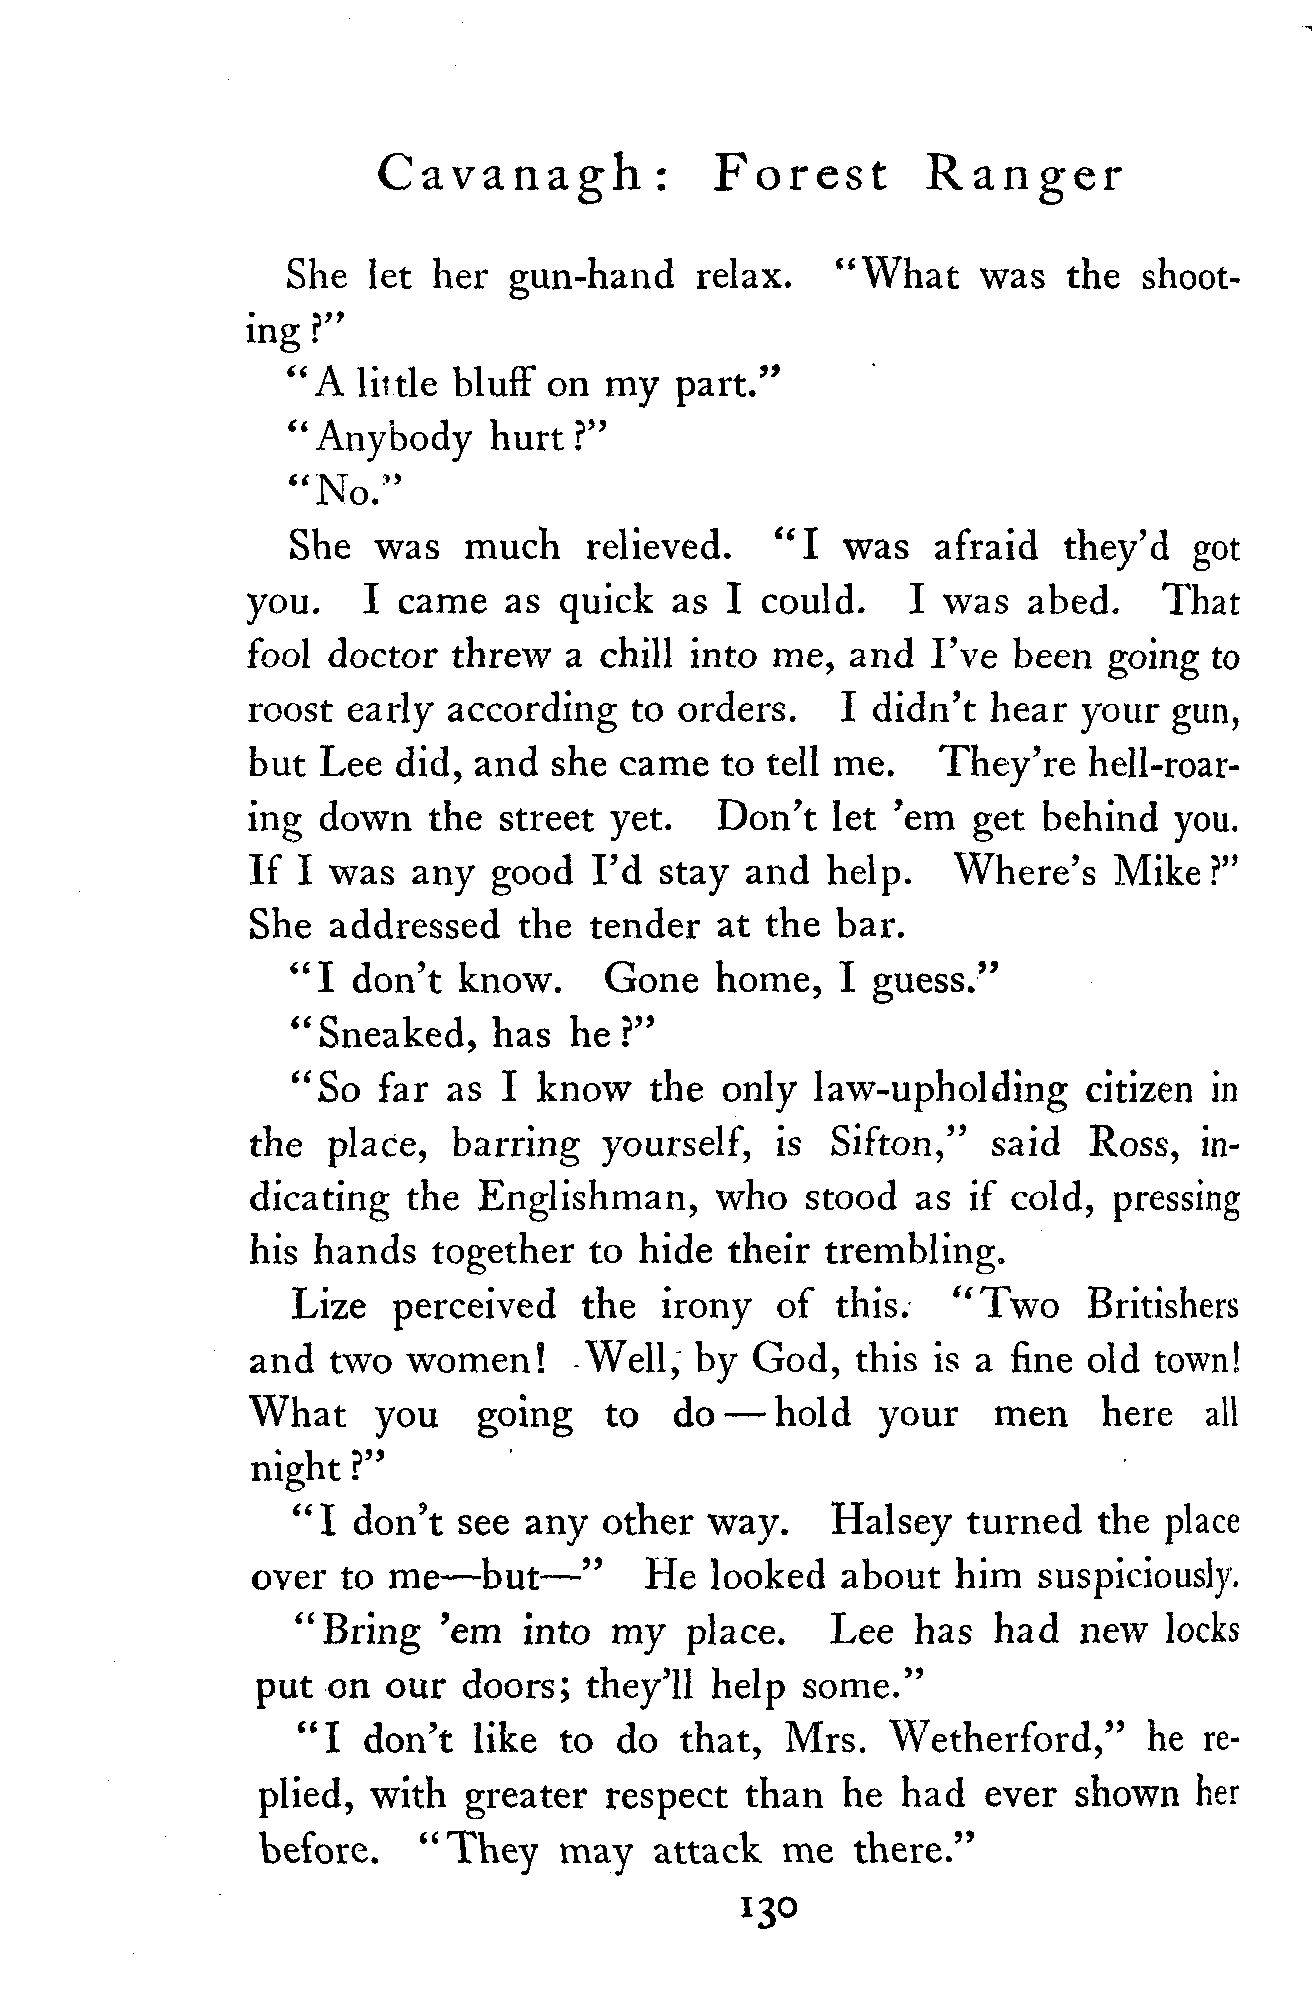 Cavanagh: Forest Ranger
She let her gun-hand relax. "What was the shoot-
ing?"
"A little bluff on my part."
"Anybody hurt?"
"No."
She was much relieved. "I was afraid they'd got
you. I came as quick as I could. I was abed. That
fool doctor threw a chill into me, and I've been going to
roost early according to orders. I didn't hear your gun,
but Lee did, and she came to tell me. They're hell-roar-
ing down the street yet. Don't let 'em get behind you.
If I was any good I'd stay and help. Where's Mike?"
She addressed the tender at the bar.
"I don't know. Gone home, I guess."
"Sneaked, has he?"
"So far as I know the only law-upholding citizen in
the place, barring yourself, is Sifton," said Ross, in-
dicating the Englishman, who stood as if cold, pressing
his hands together to hide their trembling.
Lize perceived the irony of this. "Two Britishers
and two women! Well, by God, this is a fine old town!
What you going to do—hold your men here all
night?"
"I don't see any other way. Halsey turned the place
over to me—but—" He looked about him suspiciously.
"Bring 'em into my place. Lee has had new locks
put on our doors; they'll help some."
"I don't like to do that, Mrs. Wetherford," he re-
plied, with greater respect than he had ever shown her
before. "They may attack me there."
130